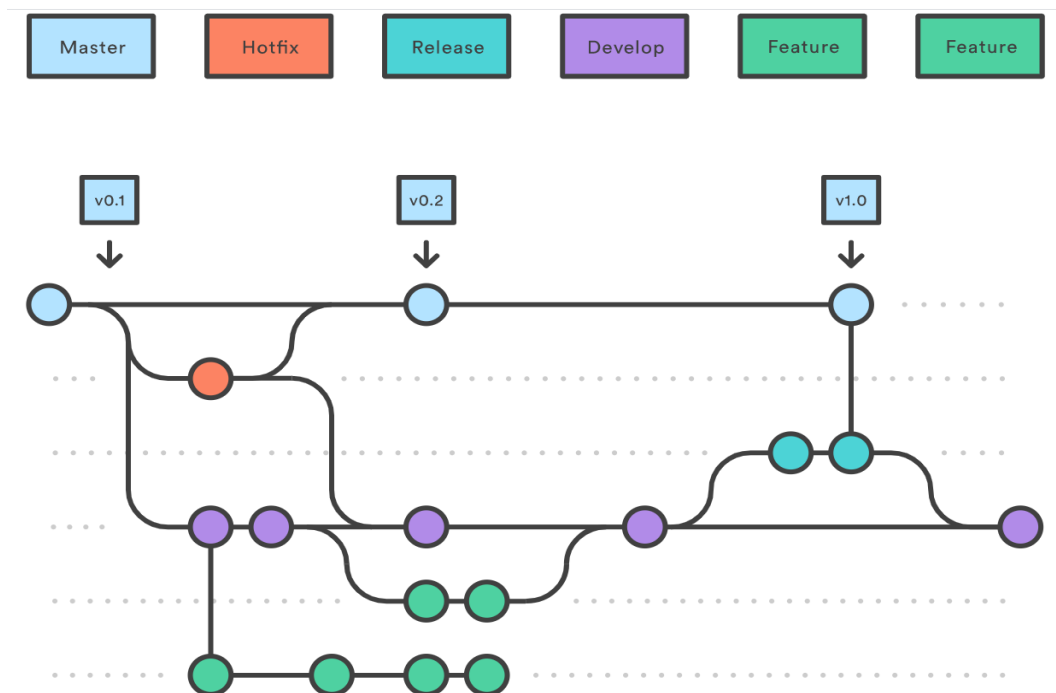 Master
Hotfix
Release
Develop
Feature
Feature
v0.1
v0.2
v1.0